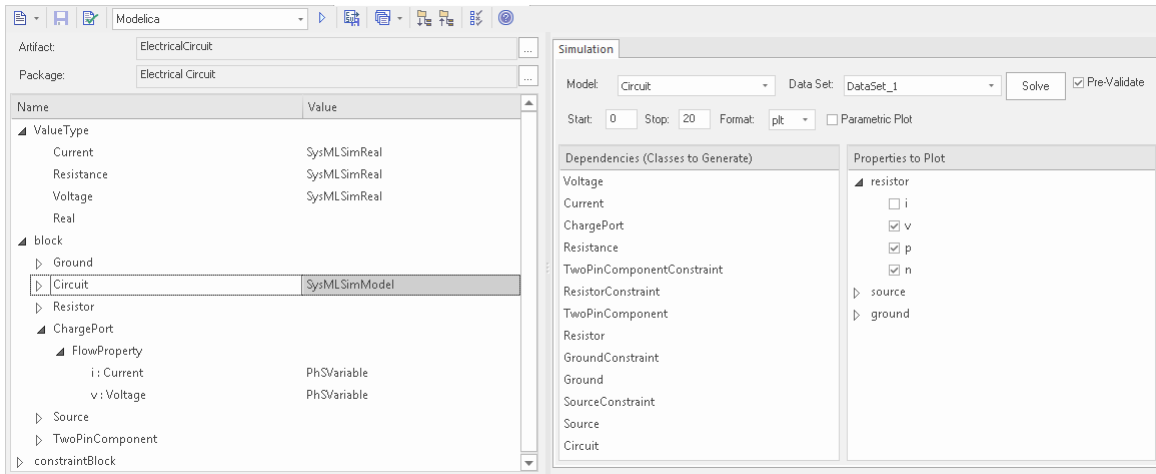 Modelica
Artifact: ElectricalCircuit ...
Package: Electrical Circuit ...
Name Value
ValueType
Current SysMLSimReal
Resistance SysMLSimReal
Voltage SysMLSimReal
Real
block
Ground
Circuit SysMLSimModel
Resistor
ChargePort
FlowProperty
i : Current PhSVariable
v : Voltage PhSVariable
Source
TwoPinComponent
constraintBlock
Simulation
Model: Circuit Data Set: DataSet_1 Solve Pre-Validate
Start: 0 Stop: 20 Format: plt Parametric Plot
Dependencies (Classes to Generate)
Voltage
Current
ChargePort
Resistance
TwoPinComponentConstraint
ResistorConstraint
TwoPinComponent
Resistor
GroundConstraint
Ground
SourceConstraint
Source
Circuit
Properties to Plot
resistor
i
v
p
n
source
ground